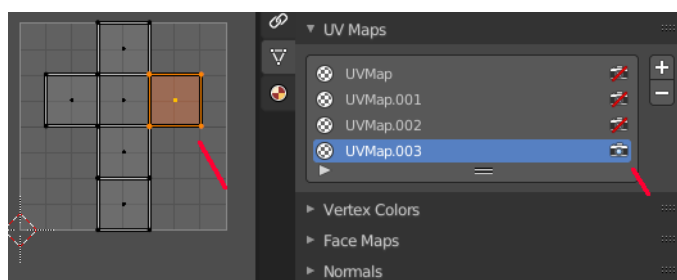 UV Maps
UVMap
UVMap.001
UVMap.002
UVMap.003
Vertex Colors
Face Maps
Normals